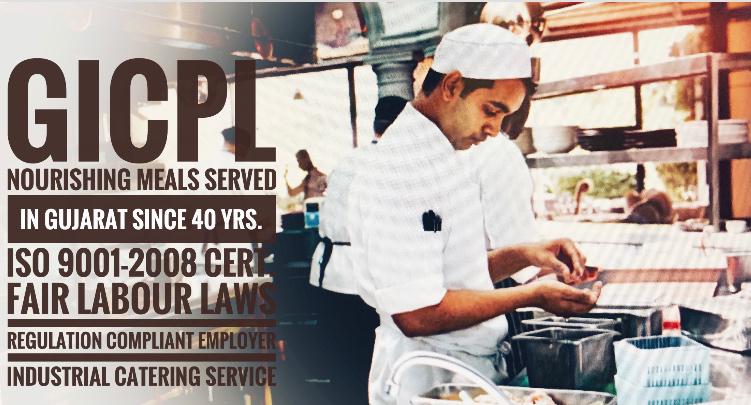 GICPL
NOURISHING MEALS SERVED
IN GUJARAT SINCE 40 YRS.
ISO 9001-2008 CERT.
FAIR LABOUR LAWS
REGULATION COMPLIANT EMPLOYER
INDUSTRIAL CATERING SERVICE